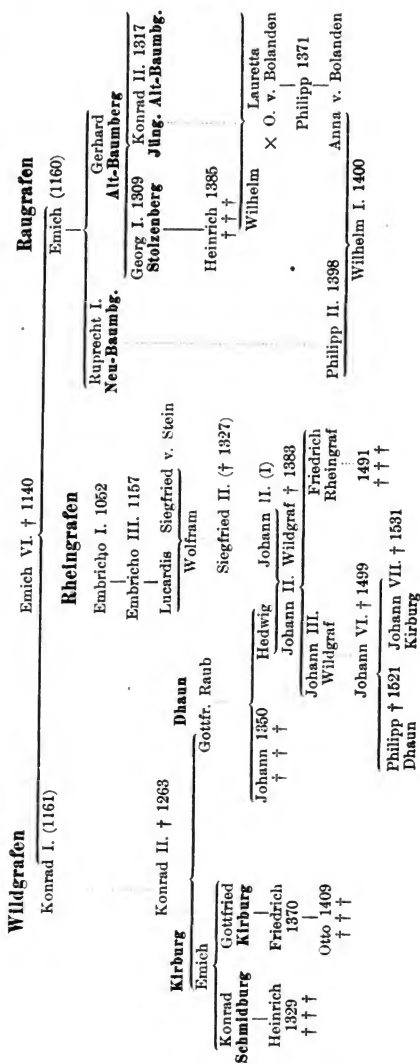 Wildgrafen
Raugrafen
Emich VI. † 1140
Konrad I. (1161)
Emich (1160)
Rheingrafen
Ruprecht I.
Gerhard
Embricho I. 1052
Neu-Baumbg.
Alt-Baumberg
Embricho III. 1157
Georg I. 1309
Konrad II. 1317
Stolzenberg
Jüng. Alt-Baumbg.
Konrad II. † 1263
Lucardis Siegfried v. Stein
Kirburg
Dhaun
Wolfram
Emich
Gottfr. Raub
Heinrich 1385
† † †
Siegfried II. († 1327)
Konrad
Gottfried
Schmidburg
Kirburg
Wilhelm
Lauretta
× O. v. Bolanden
Johann 1350
Hedwig
Johann II. (I)
† † †
Heinrich
Friedrich
1329
1370
† † †
Johann II. Wildgraf † 1383
Philipp 1371
Johann III.
Friedrich
Wildgraf
Rheingraf
Otto 1409
† † †
Philipp II. 1398
Anna v. Bolanden
Johann VI. † 1499
1491
† † †
Wilhelm I. 1400
Philipp † 1521
Johann VII. † 1531
Dhaun
Kirburg